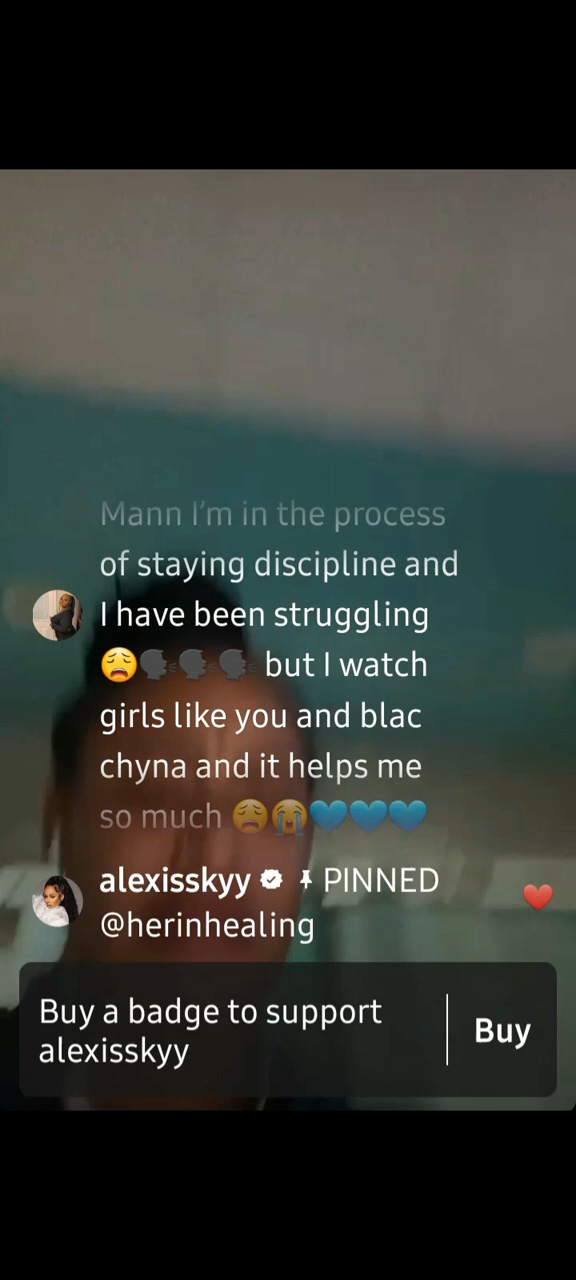 Mann I'm in the process
of staying discipline and
I have been struggling
😩🗣🗣🗣 but I watch
girls like you and blac
chyna and it helps me
so much 😩😭💙💙💙
alexisskyy PINNED
@herinhealing
Buy a badge to support
alexisskyy
Buy